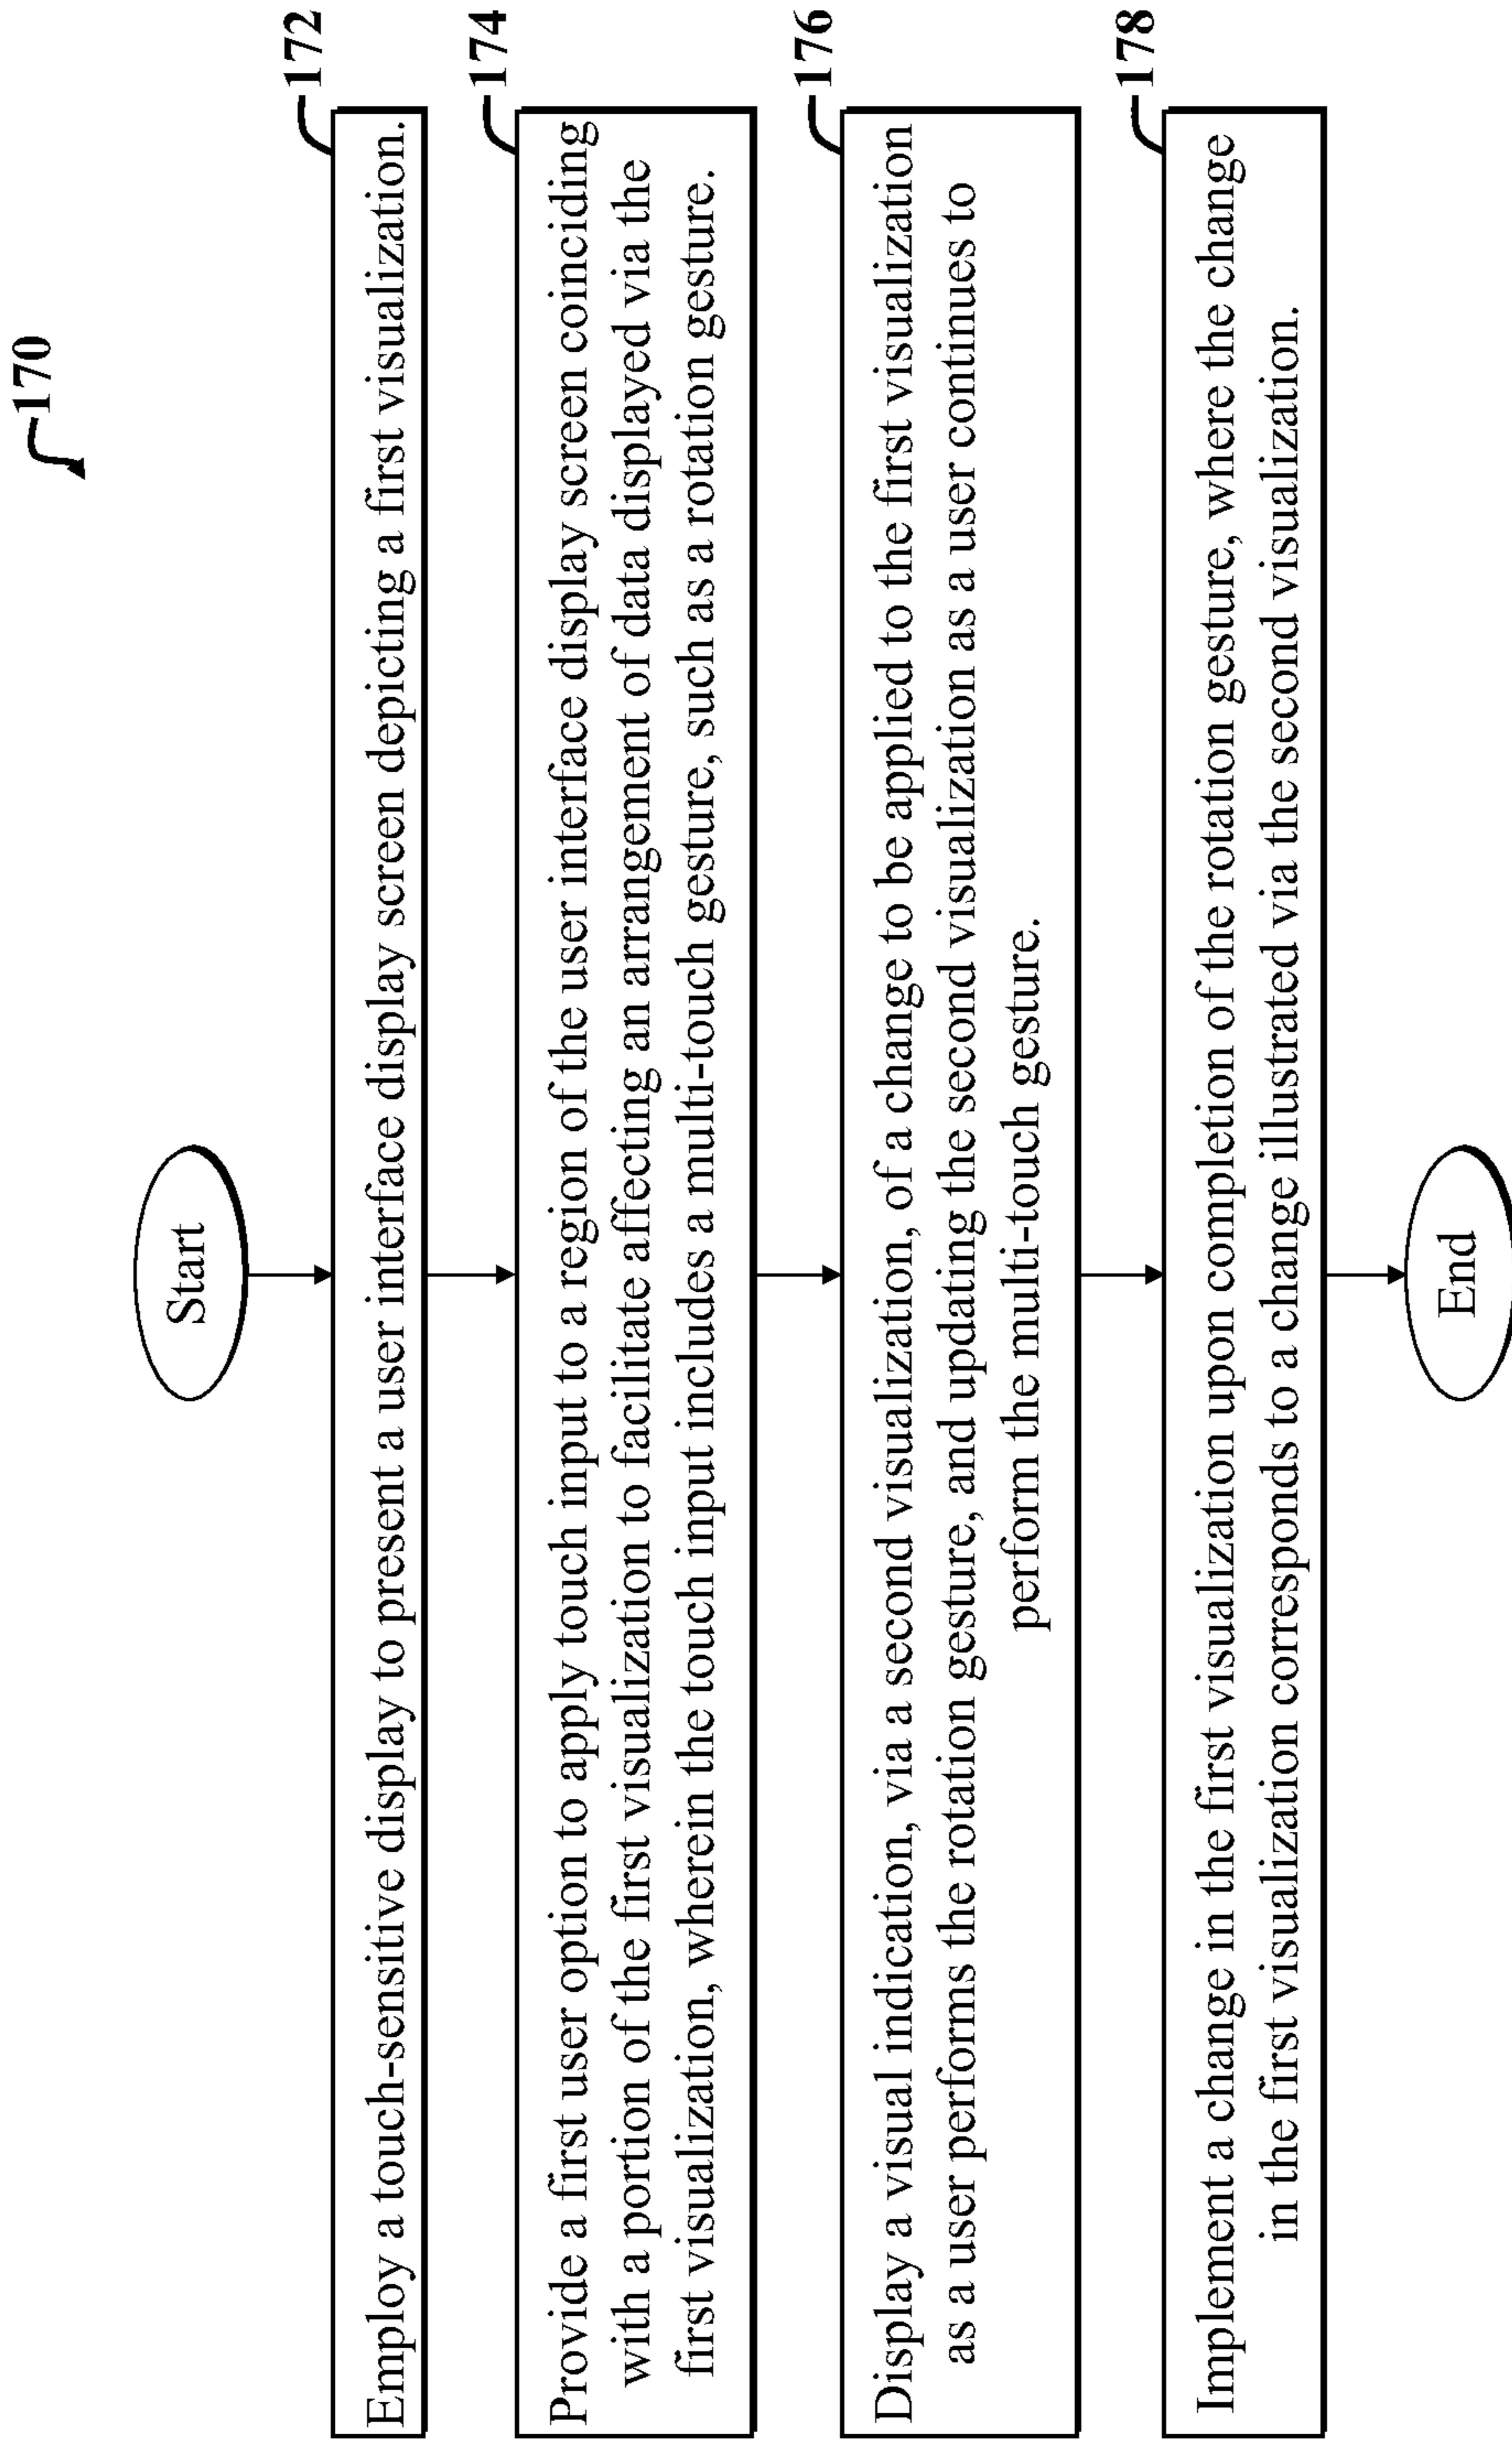 170
Start
172
Employ a touch-sensitive display to present a user interface display screen depicting a first visualization.
174
Provide a first user option to apply touch input to a region of the user interface display screen coinciding
with a portion of the first visualization to facilitate affecting an arrangement of data displayed via the
first visualization, wherein the touch input includes a multi-touch gesture, such as a rotation gesture.
176
Display a visual indication, via a second visualization, of a change to be applied to the first visualization
as a user performs the rotation gesture, and updating the second visualization as a user continues to
perform the multi-touch gesture.
178
Implement a change in the first visualization upon completion of the rotation gesture, where the change
in the first visualization corresponds to a change illustrated via the second visualization.
End